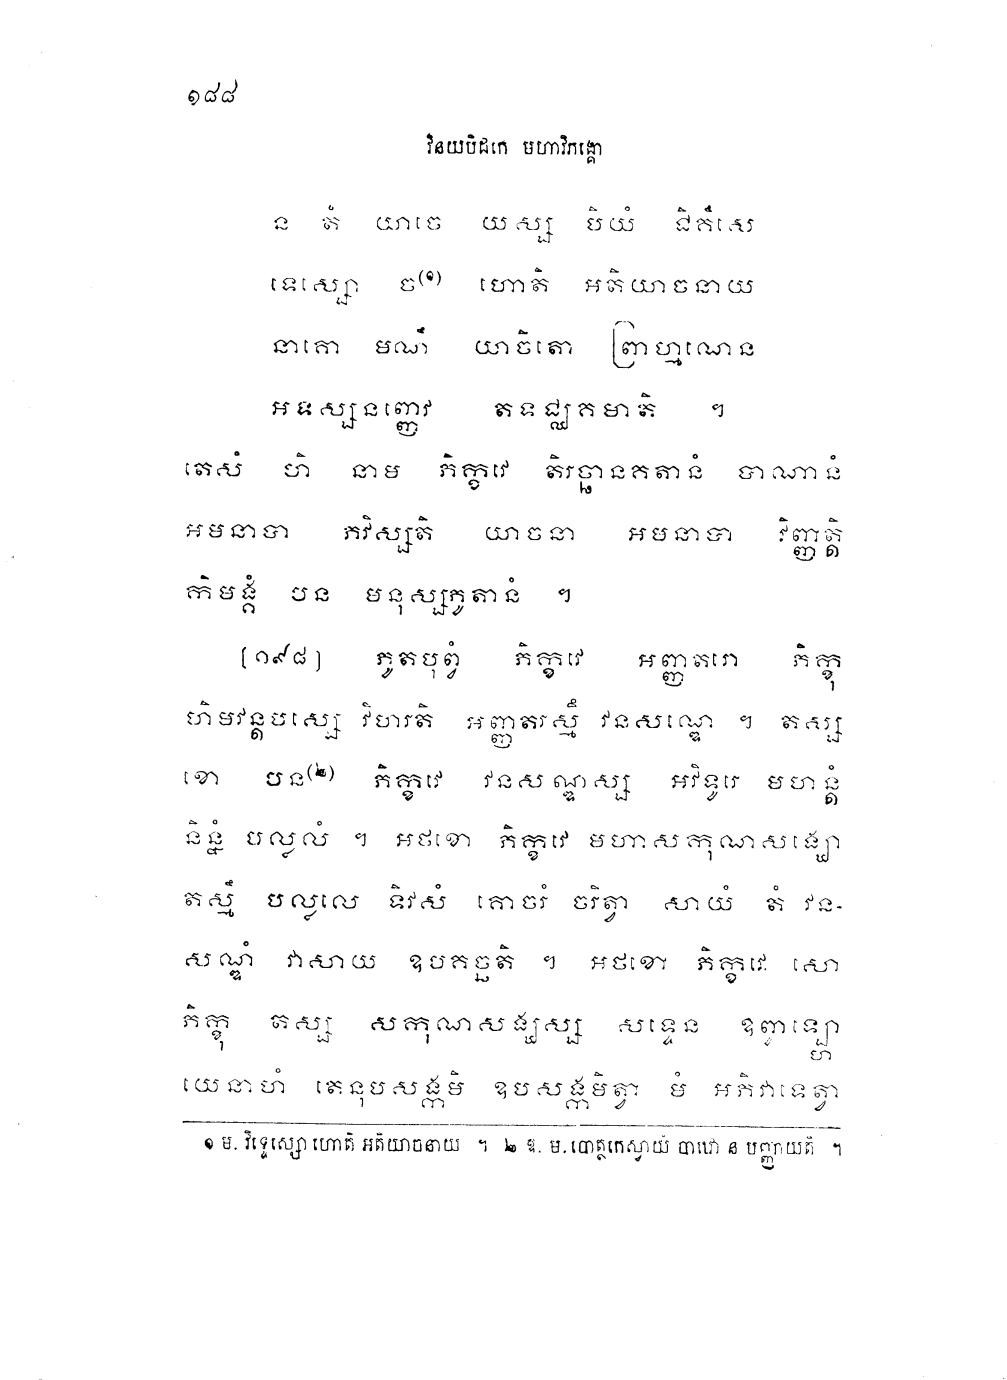 ១៨៨
វិនយបិដកេ មហាវិភង្គោ
ន តំ យាចេ យស្ស បិយំ ជិគឹសេ
ទេស្សោ ច(១) ហោតិ អតិយាចនាយ
នាគោ មណឹ យាចិតោ ព្រាហ្មណេន
អទស្សនញ្ញេវ តទជ្ឈគមាតិ ។
តេសំ ហិ នាម ភិក្ខវេ តិរច្ឆានគតានំ បាណានំ
អមនាបា ភវិស្សតិ យាចនា អមនាបា វិញ្ញត្តិ
កិមង្គំ បន មនុស្សភូតានំ ។
[១៩៨] ភូតបុព្វំ ភិក្ខវេ អញ្ញតរោ ភិក្ខុ
ហិមវន្តបស្សេ វិហរតិ អញ្ញតរស្មឹ វនសណ្ឌេ ។ តស្ស
ខោ បន(២) ភិក្ខវេ វនសណ្ឌស្ស អវិទូរេ មហន្តំ
និន្នំ បល្លលំ ។ អថខោ ភិក្ខវេ មហាសកុណសង្ឃោ
តស្មឹ បល្លលេ ទិវសំ គោចរំ ចរិត្វា សាយំ តំ វន-
សណ្ឌំ វាសាយ ឧបគច្ឆតិ ។ អថខោ ភិក្ខវេ សោ
ភិក្ខុ តស្ស សកុណសង្ឃស្ស សទ្ទេន ឧព្វាឡ្ហោ
យេនាហំ តេនុបសង្កមិ ឧបសង្កមិត្វា មំ អភិវាទេត្វា
១ ម. វិទ្ទេស្សោ ហោតិ អតិយាចនាយ ។ ២ ឱ. ម. បោត្ថកេស្វាយំ បាឋោ ន បញ្ញាយតិ ។